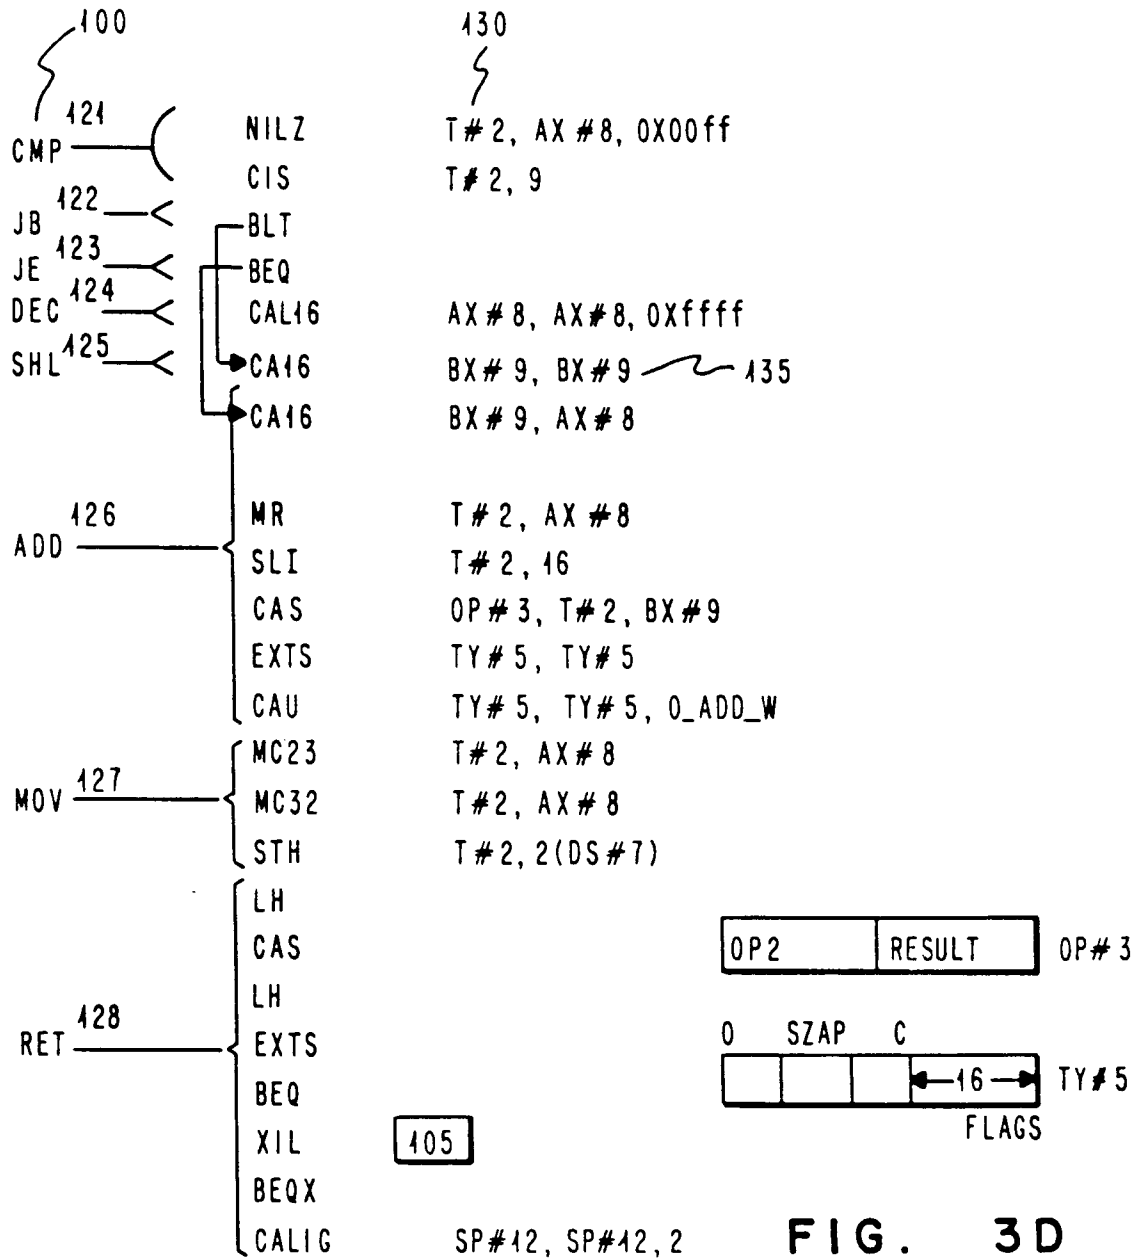 100 130
CMP 121 NILZ T#2, AX#8, 0X00ff
CIS T#2, 9
JB 122 BLT
JE 123 BEQ
DEC 124 CAL16 AX#8, AX#8, 0Xffff
SHL 125 CA16 BX#9, BX#9 135
CA16 BX#9, AX#8
ADD 126 MR T#2, AX#8
SLI T#2, 16
CAS OP#3, T#2, BX#9
EXTS TY#5, TY#5
CAU TY#5, TY#5, O_ADD_W
MOV 127 MC23 T#2, AX#8
MC32 T#2, AX#8
STH T#2, 2(DS#7)
RET 128 LH
CAS
LH
EXTS
BEQ
XIL 105
BEQX
CALIG SP#12, SP#12, 2
OP2 RESULT OP#3
O SZAP C
16 TY#5
FLAGS
FIG. 3D